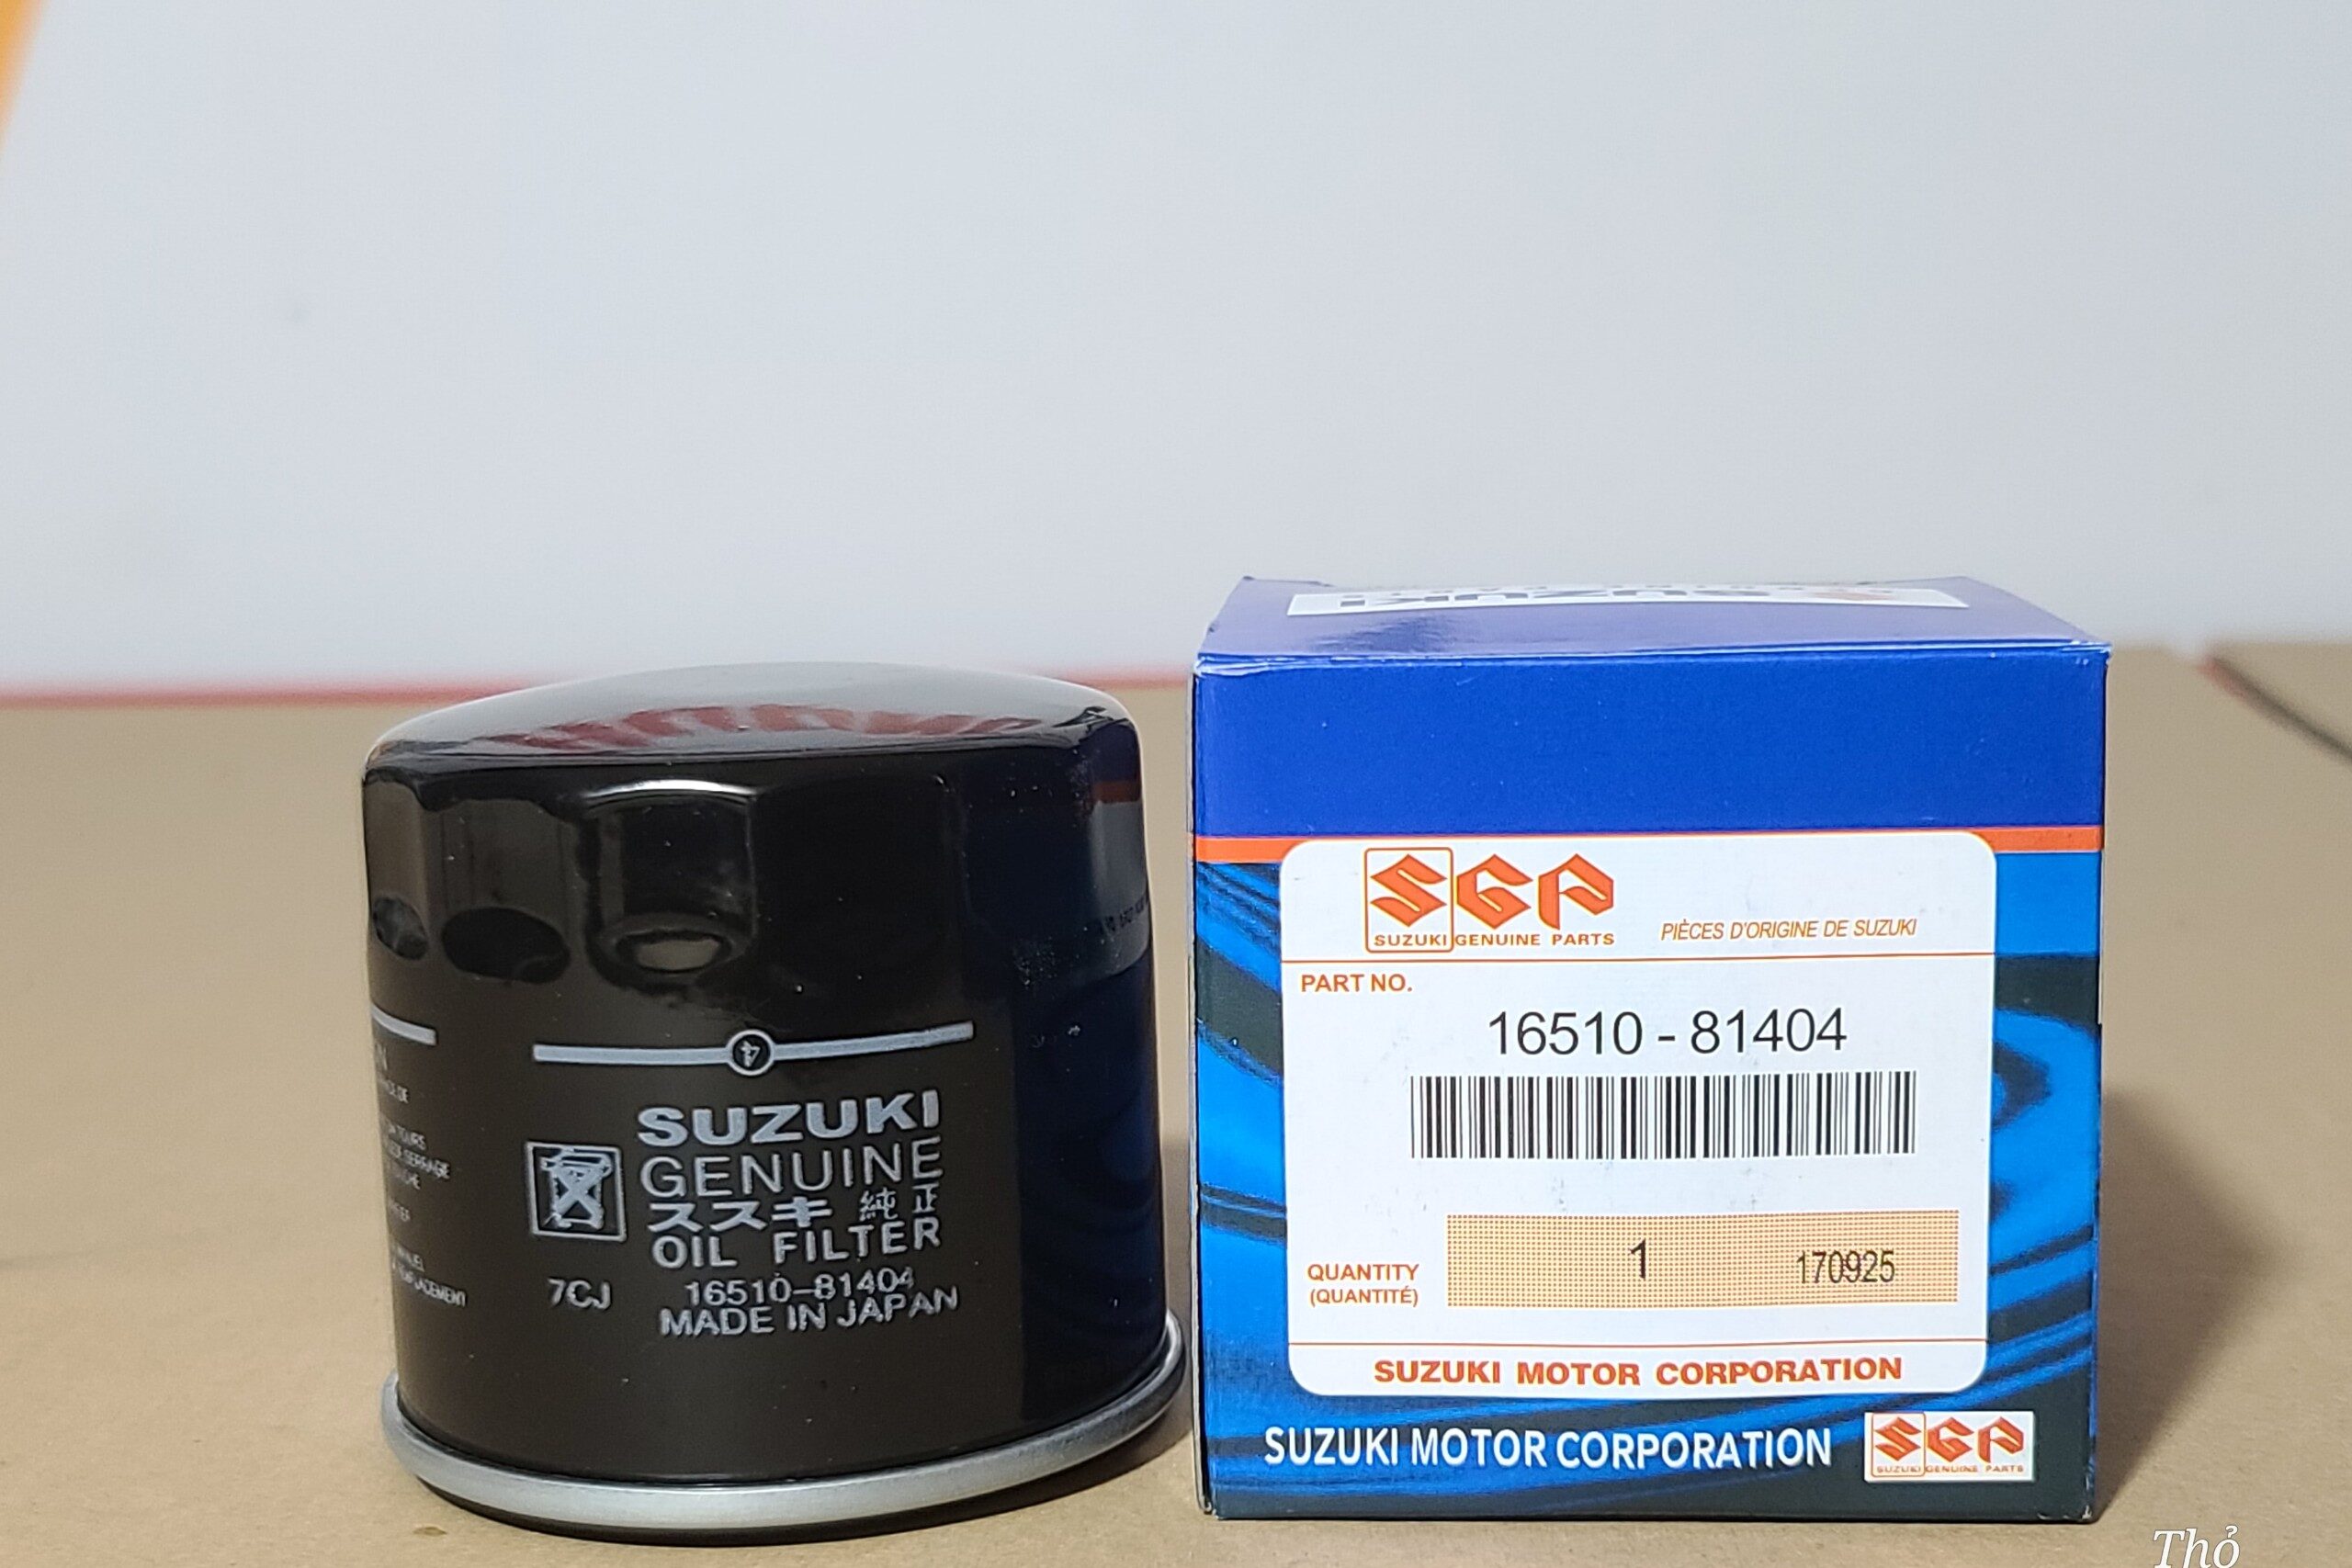 4
SUZUKI
GENUINE
スズキ 純正
OIL FILTER
7CJ
16510-81404
MADE IN JAPAN
SUZUKI
SGP
SUZUKI GENUINE PARTS
PIÈCES D'ORIGINE DE SUZUKI
PART NO.
16510 - 81404
QUANTITY
(QUANTITÉ)
1
170925
SUZUKI MOTOR CORPORATION
SUZUKI MOTOR CORPORATION
SGP
SUZUKI GENUINE PARTS
Thỏ